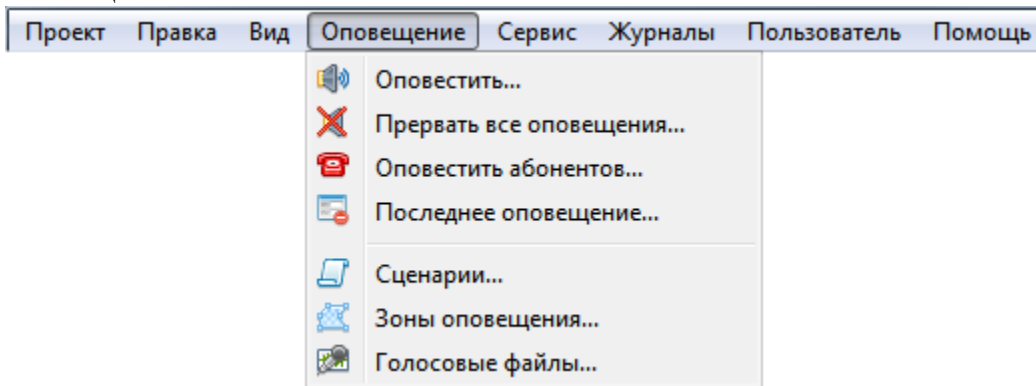 Проект Правка Вид Оповещение Сервис Журналы Пользователь Помощь
Оповестить...
Прервать все оповещения...
Оповестить абонентов...
Последнее оповещение...
Сценарии...
Зоны оповещения...
Голосовые файлы...